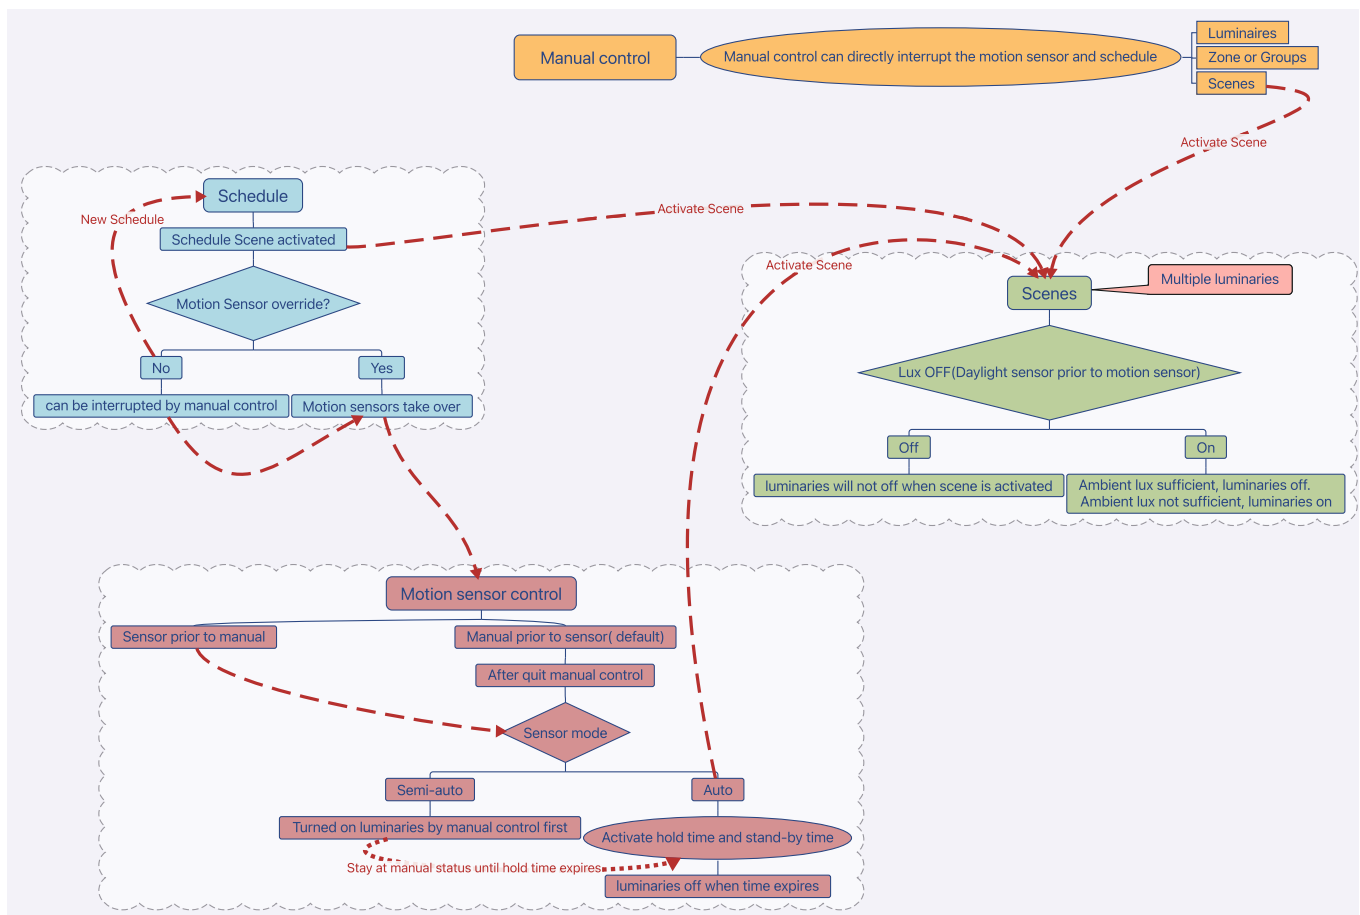 Manual control
Manual control can directly interrupt the motion sensor and schedule
Luminaires
Zone or Groups
Scenes
Activate Scene
Schedule
New Schedule
Schedule Scene activated
Activate Scene
Motion Sensor override?
No
Yes
can be interrupted by manual control
Motion sensors take over
Activate Scene
Scenes
Multiple luminaries
Lux OFF(Daylight sensor prior to motion sensor)
Off
On
luminaries will not off when scene is activated
Ambient lux sufficient, luminaries off.
Ambient lux not sufficient, luminaries on
Motion sensor control
Sensor prior to manual
Manual prior to sensor( default)
After quit manual control
Sensor mode
Semi-auto
Auto
Turned on luminaries by manual control first
Activate hold time and stand-by time
Stay at manual status until hold time expires
luminaries off when time expires